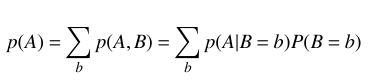 p(A) = ∑_b p(A, B) = ∑_b p(A|B = b)P(B = b)